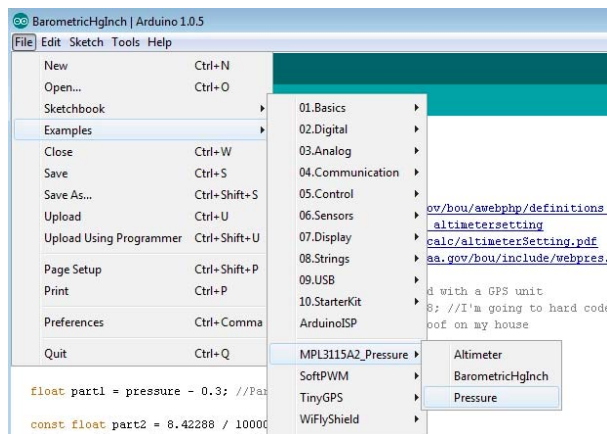 BarometricHgInch | Arduino 1.0.5
File Edit Sketch Tools Help
New Ctrl+N
Open... Ctrl+O
Sketchbook
Examples
Close Ctrl+W
Save Ctrl+S
Save As... Ctrl+Shift+S
Upload Ctrl+U
Upload Using Programmer Ctrl+Shift+U
Page Setup Ctrl+Shift+P
Print Ctrl+P
Preferences Ctrl+Comma
Quit Ctrl+Q
01.Basics
02.Digital
03.Analog
04.Communication
05.Control
06.Sensors
07.Display
08.Strings
09.USB
10.StarterKit
ArduinoISP
MPL3115A2_Pressure
SoftPWM
TinyGPS
WiFlyShield
Altimeter
BarometricHgInch
Pressure
ov/bou/awebphp/definitions
altimetersetting
calc/altimeterSetting.pdf
aa.gov/bou/include/webpres.
d with a GPS unit
8; //I'm going to hard code
oof on my house
float part1 = pressure - 0.3; //Par
const float part2 = 8.42288 / 10000